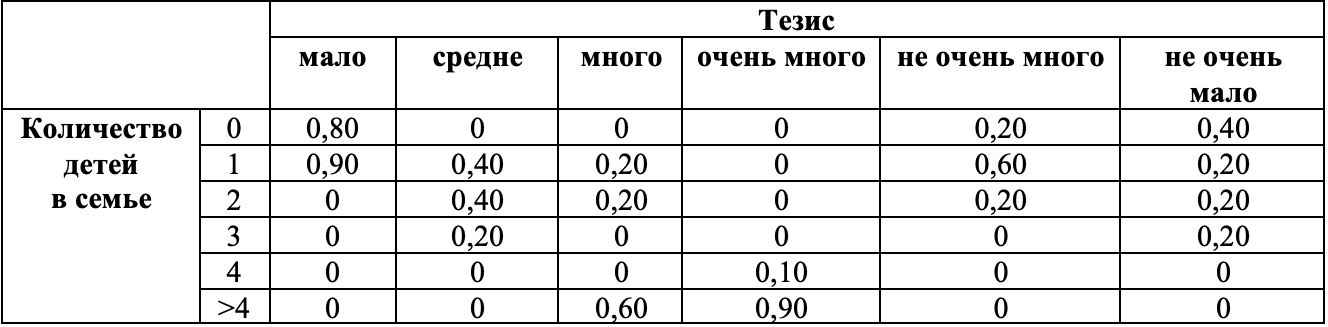 Тезис
мало средне много очень много не очень много не очень мало
Количество детей в семье
0 0,80 0 0 0 0,20 0,40
1 0,90 0,40 0,20 0 0,60 0,20
2 0 0,40 0,20 0 0,20 0,20
3 0 0,20 0 0 0 0,20
4 0 0 0 0,10 0 0
>4 0 0 0,60 0,90 0 0